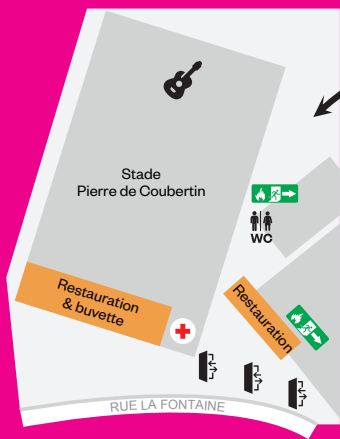 Stade
Pierre de Coubertin
WC
Restauration
& buvette
Restauration
RUE LA FONTAINE